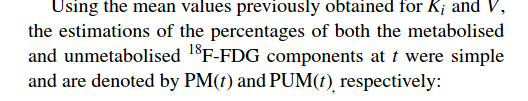 Using the mean values previously obtained for Kᵢ and V,
the estimations of the percentages of both the metabolised
and unmetabolised ¹⁸F-FDG components at t were simple
and are denoted by PM(t) and PUM(t), respectively: